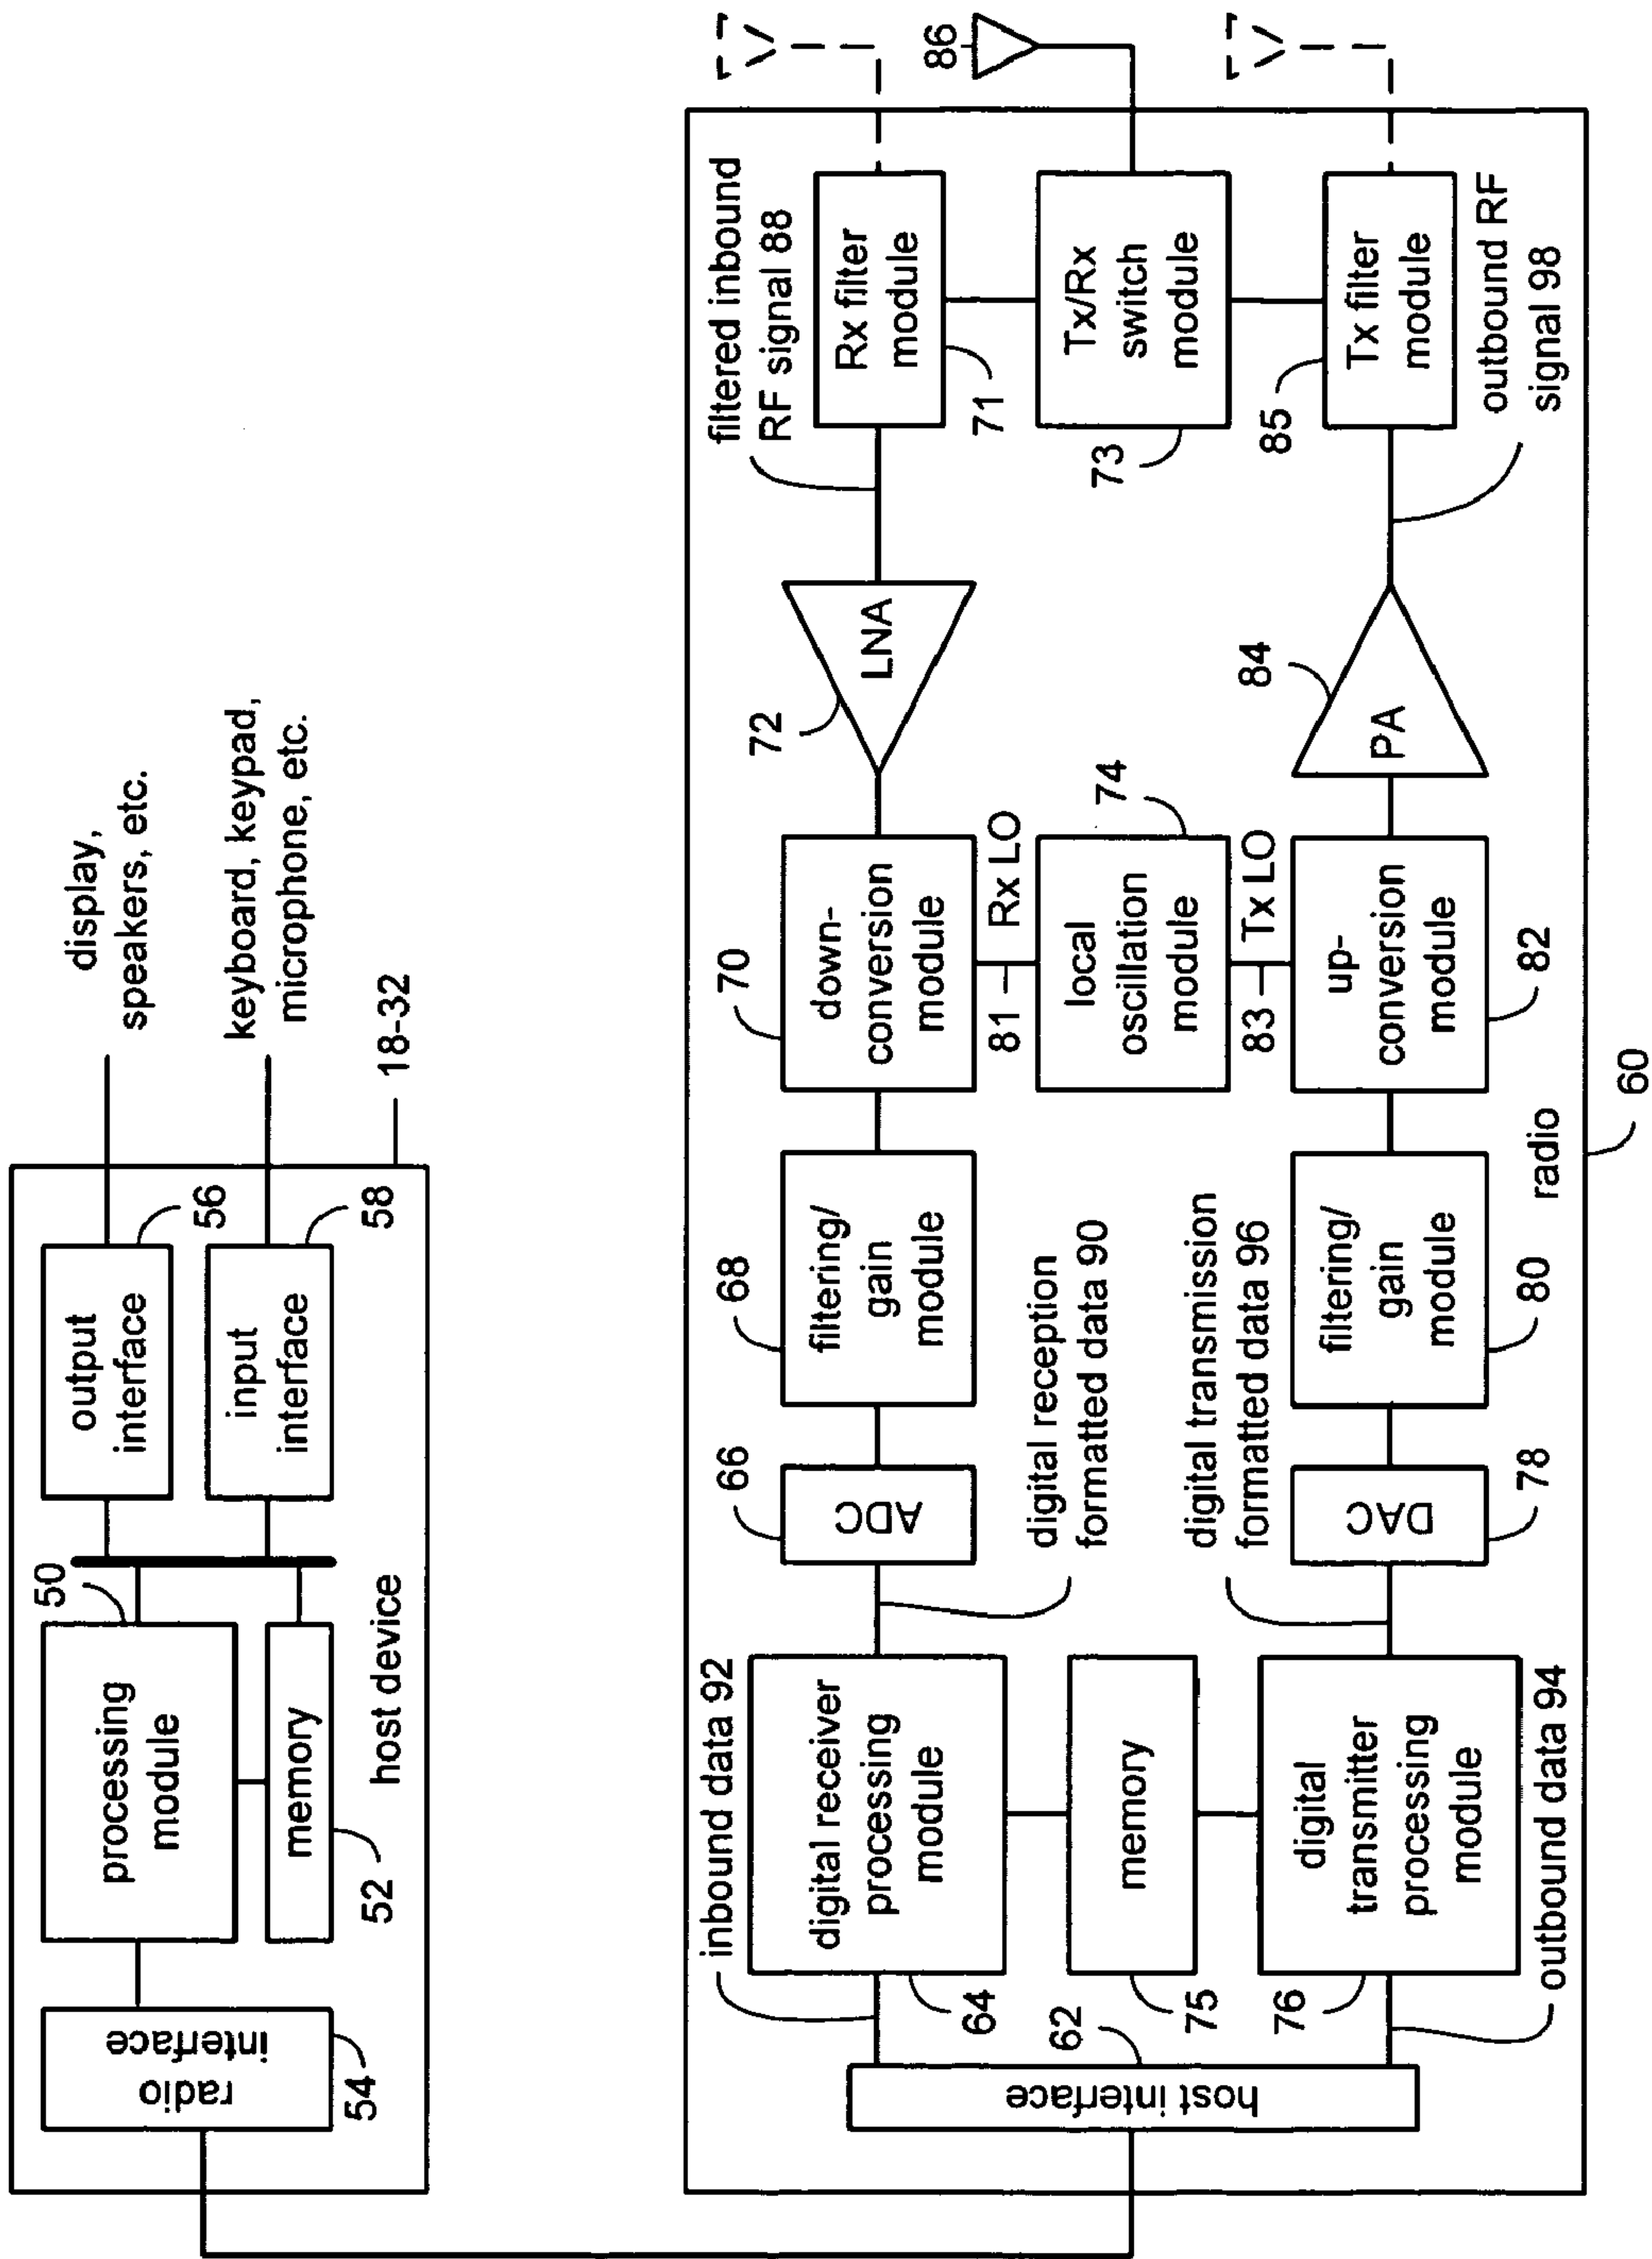 display,
speakers, etc.
keyboard, keypad,
microphone, etc.
18-32
radio
interface
54
processing
module
50
memory
52
output
interface
56
input
interface
58
host device
host interface
62
inbound data 92
digital receiver
processing
module
64
memory
75
digital
transmitter
processing
module
76
outbound data 94
ADC
66
digital reception
formatted data 90
digital transmission
formatted data 96
DAC
78
filtering/
gain
module
68
filtering/
gain
module
80
down-
conversion
module
70
81
Rx LO
local
oscillation
module
74
83
Tx LO
up-
conversion
module
82
LNA
72
PA
84
filtered inbound
RF signal 88
Rx filter
module
71
Tx/Rx
switch
module
73
Tx filter
module
85
outbound RF
signal 98
86
radio
60